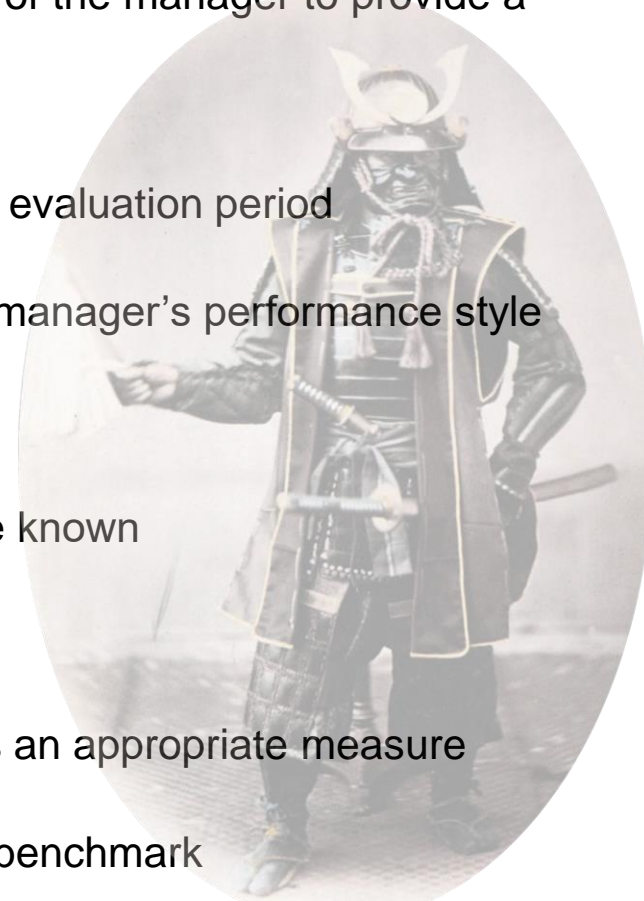 of the manager to provide a
evaluation period
manager's performance style
known
an appropriate measure
benchmark